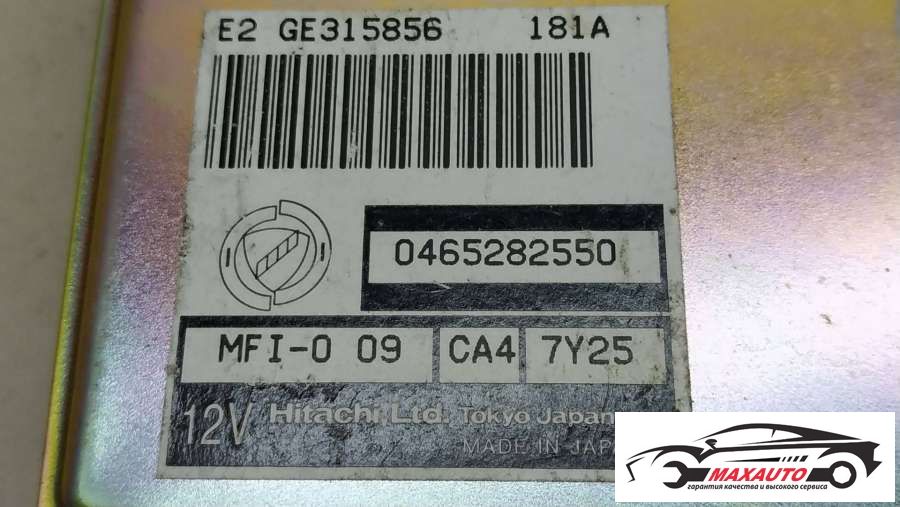 E2 GE315856 181A
0465282550
MFI-0 09 CA4 7Y25
12V Hitachi, Ltd. Tokyo Japan
MADE IN JAPA
MAXAUTO
гарантия качества и высокого сервиса